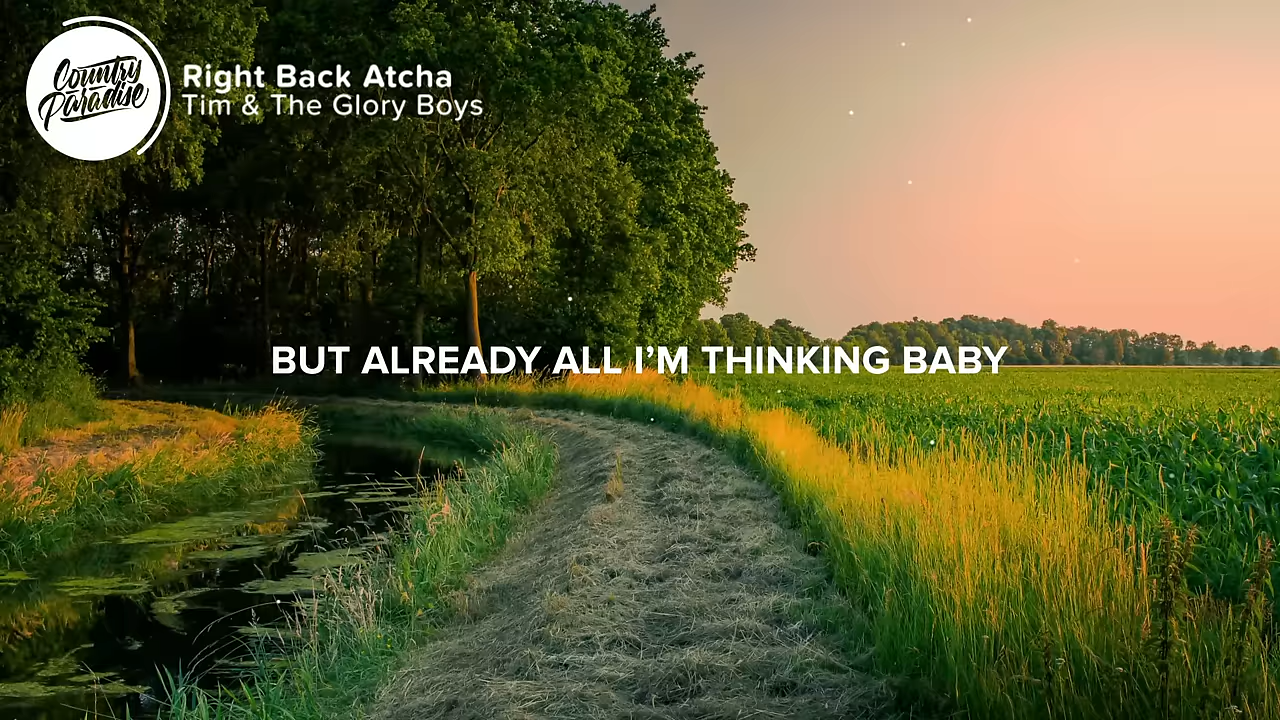 Country
Paradise
Right Back Atcha
Tim & The Glory Boys
BUT ALREADY ALL I’M THINKING BABY